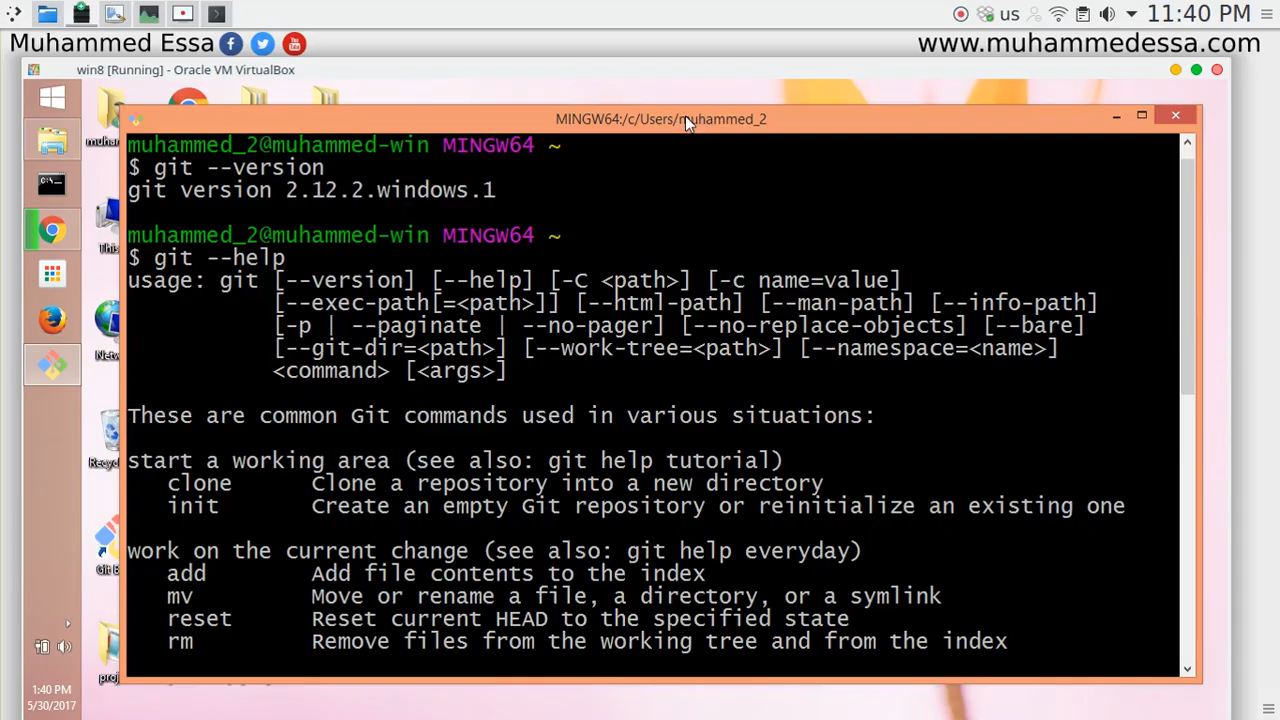 us 11:40 PM
Muhammed Essa www.muhammedessa.com
win8 [Running] - Oracle VM VirtualBox
MINGW64:/c/Users/muhammed_2
muhammed_2@muhammed-win MINGW64 ~
$ git --version
git version 2.12.2.windows.1
muhammed_2@muhammed-win MINGW64 ~
$ git --help
usage: git [--version] [--help] [-C <path>] [-c name=value]
[--exec-path[=<path>]] [--html-path] [--man-path] [--info-path]
[-p | --paginate | --no-pager] [--no-replace-objects] [--bare]
[--git-dir=<path>] [--work-tree=<path>] [--namespace=<name>]
<command> [<args>]
These are common Git commands used in various situations:
start a working area (see also: git help tutorial)
clone Clone a repository into a new directory
init Create an empty Git repository or reinitialize an existing one
work on the current change (see also: git help everyday)
add Add file contents to the index
mv Move or rename a file, a directory, or a symlink
reset Reset current HEAD to the specified state
rm Remove files from the working tree and from the index
1:40 PM
5/30/2017